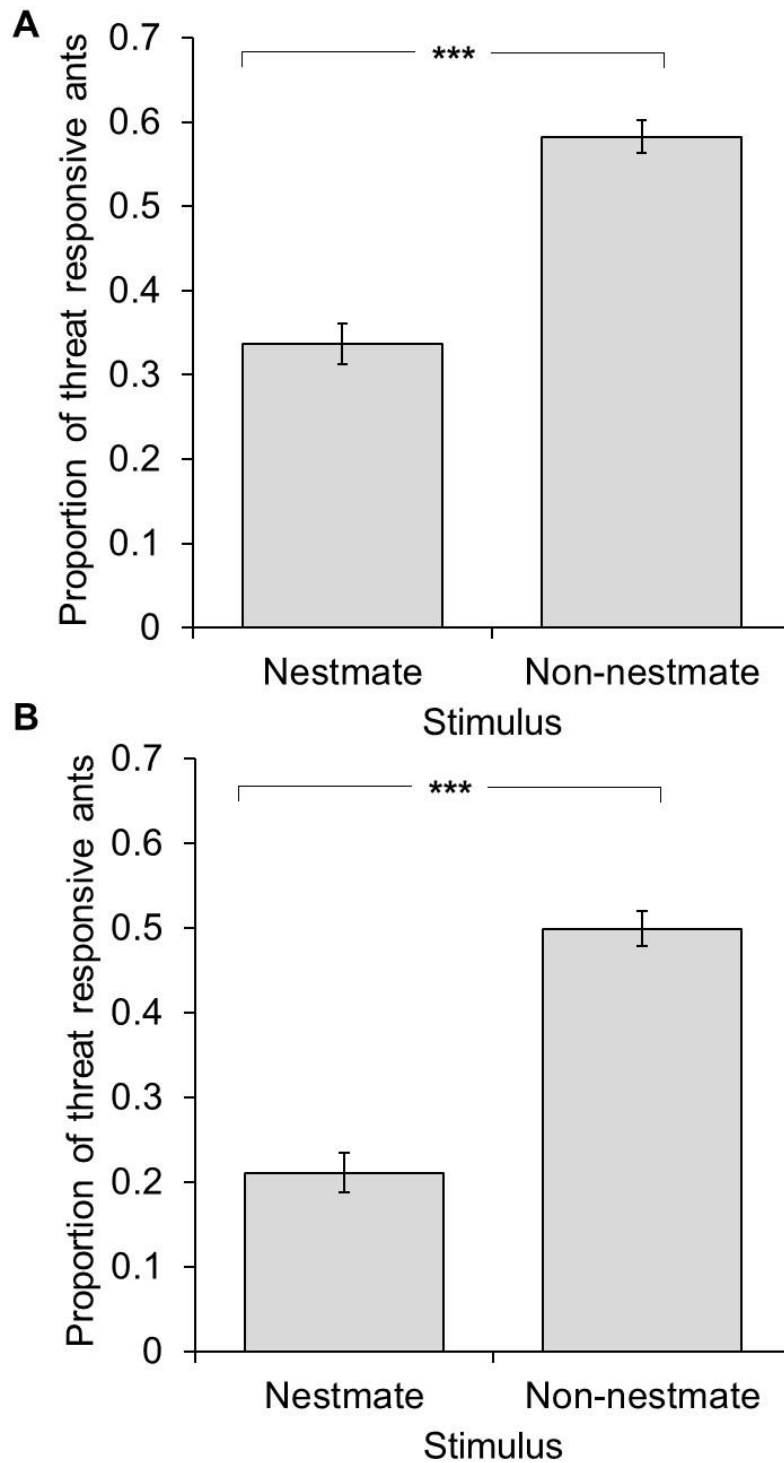 A
Proportion of threat responsive ants
0.7
0.6
0.5
0.4
0.3
0.2
0.1
0
***
Nestmate
Non-nestmate
Stimulus
B
Proportion of threat responsive ants
0.7
0.6
0.5
0.4
0.3
0.2
0.1
0
***
Nestmate
Non-nestmate
Stimulus